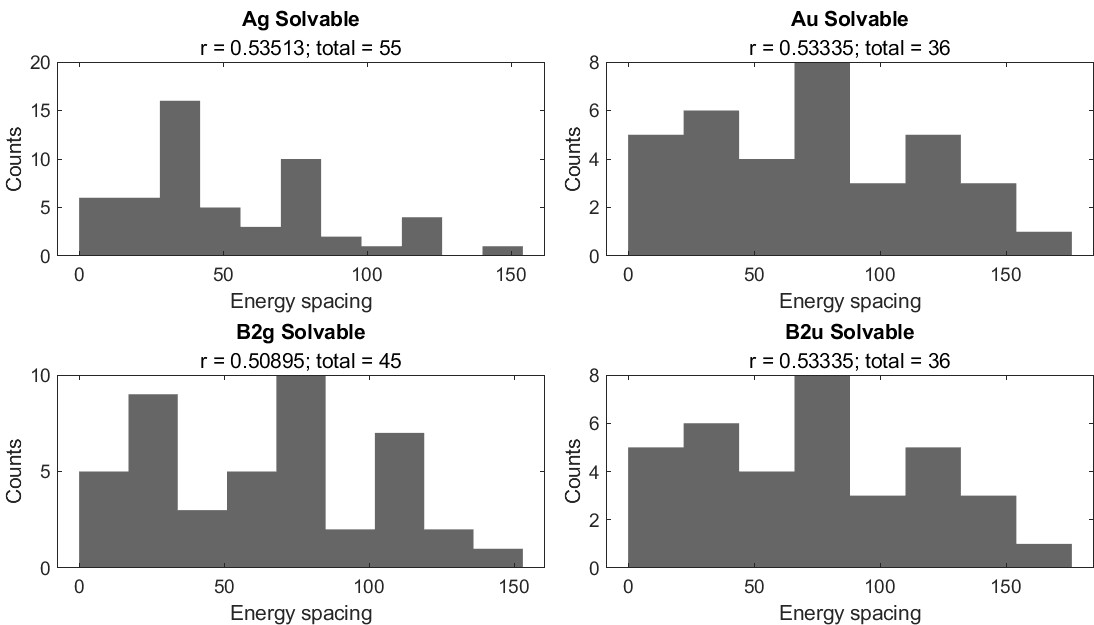 Ag Solvable
r = 0.53513; total = 55
20
15
10
5
0
Counts
0 50 100 150
Energy spacing
Au Solvable
r = 0.53335; total = 36
8
6
4
2
0
Counts
0 50 100 150
Energy spacing
B2g Solvable
r = 0.50895; total = 45
10
5
0
Counts
0 50 100 150
Energy spacing
B2u Solvable
r = 0.53335; total = 36
8
6
4
2
0
Counts
0 50 100 150
Energy spacing